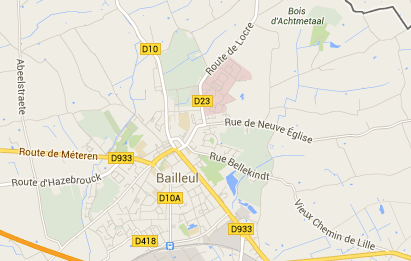 Bois
d'Achtmetaal
D10
Route de Locre
Abeelstraete
D23
Rue de Neuve Église
Route de Méteren
D933
Rue Bellekindt
Route d'Hazebrouck
Bailleul
D10A
Vieux Chemin de Lille
D933
D418